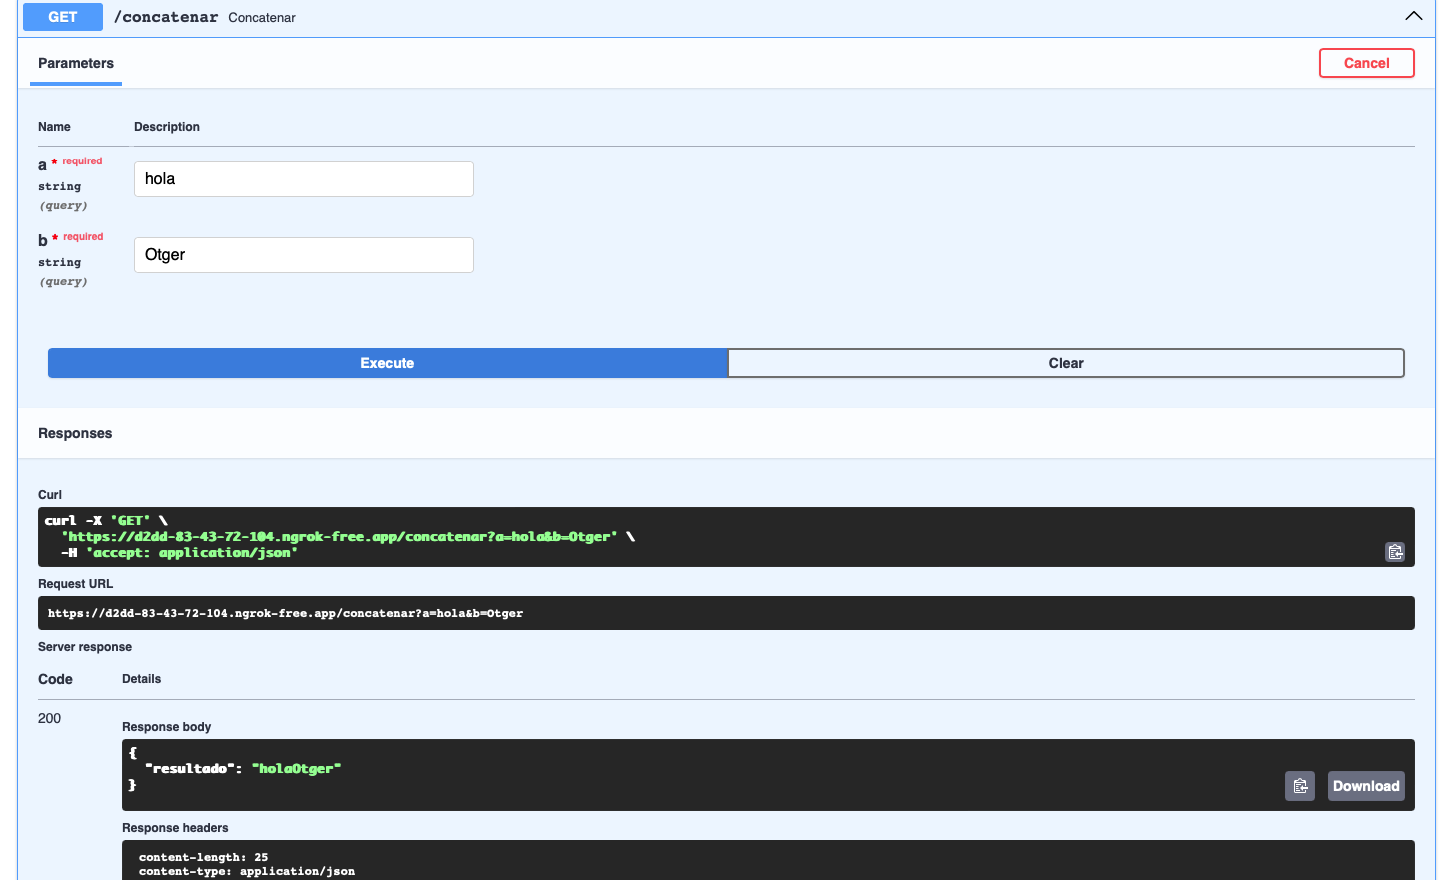 GET /concatenar Concatenar
Parameters
Cancel
Name Description
a * required
string
(query)
hola
b * required
string
(query)
Otger
Execute Clear
Responses
Curl
curl -X 'GET' \
'https://d2dd-83-43-72-104.ngrok-free.app/concatenar?a=hola&b=Otger' \
-H 'accept: application/json'
Request URL
https://d2dd-83-43-72-104.ngrok-free.app/concatenar?a=hola&b=Otger
Server response
Code Details
200
Response body
{
"resultado": "holaOtger"
}
Download
Response headers
content-length: 25
content-type: application/json